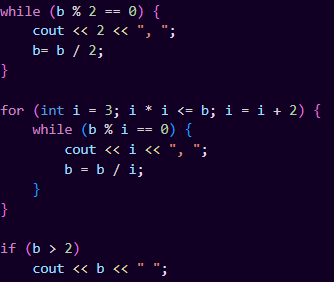 while (b % 2 == 0) {
    cout << 2 << ", ";
    b= b / 2;
}

for (int i = 3; i * i <= b; i = i + 2) {
    while (b % i == 0) {
        cout << i << ", ";
        b = b / i;
    }
}

if (b > 2)
    cout << b << " ";